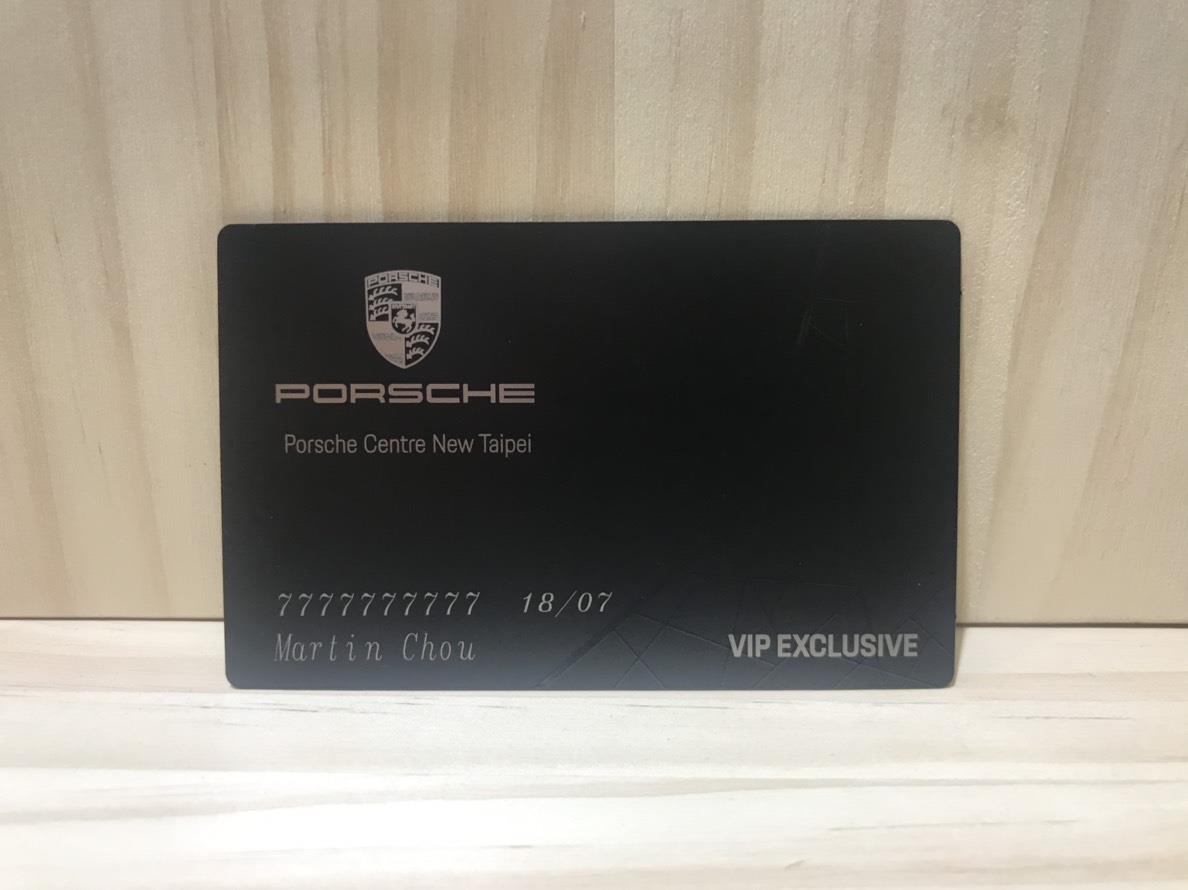 PORSCHE
PORSCHE
Porsche Centre New Taipei
7777777777 18/07
Martin Chou
VIP EXCLUSIVE